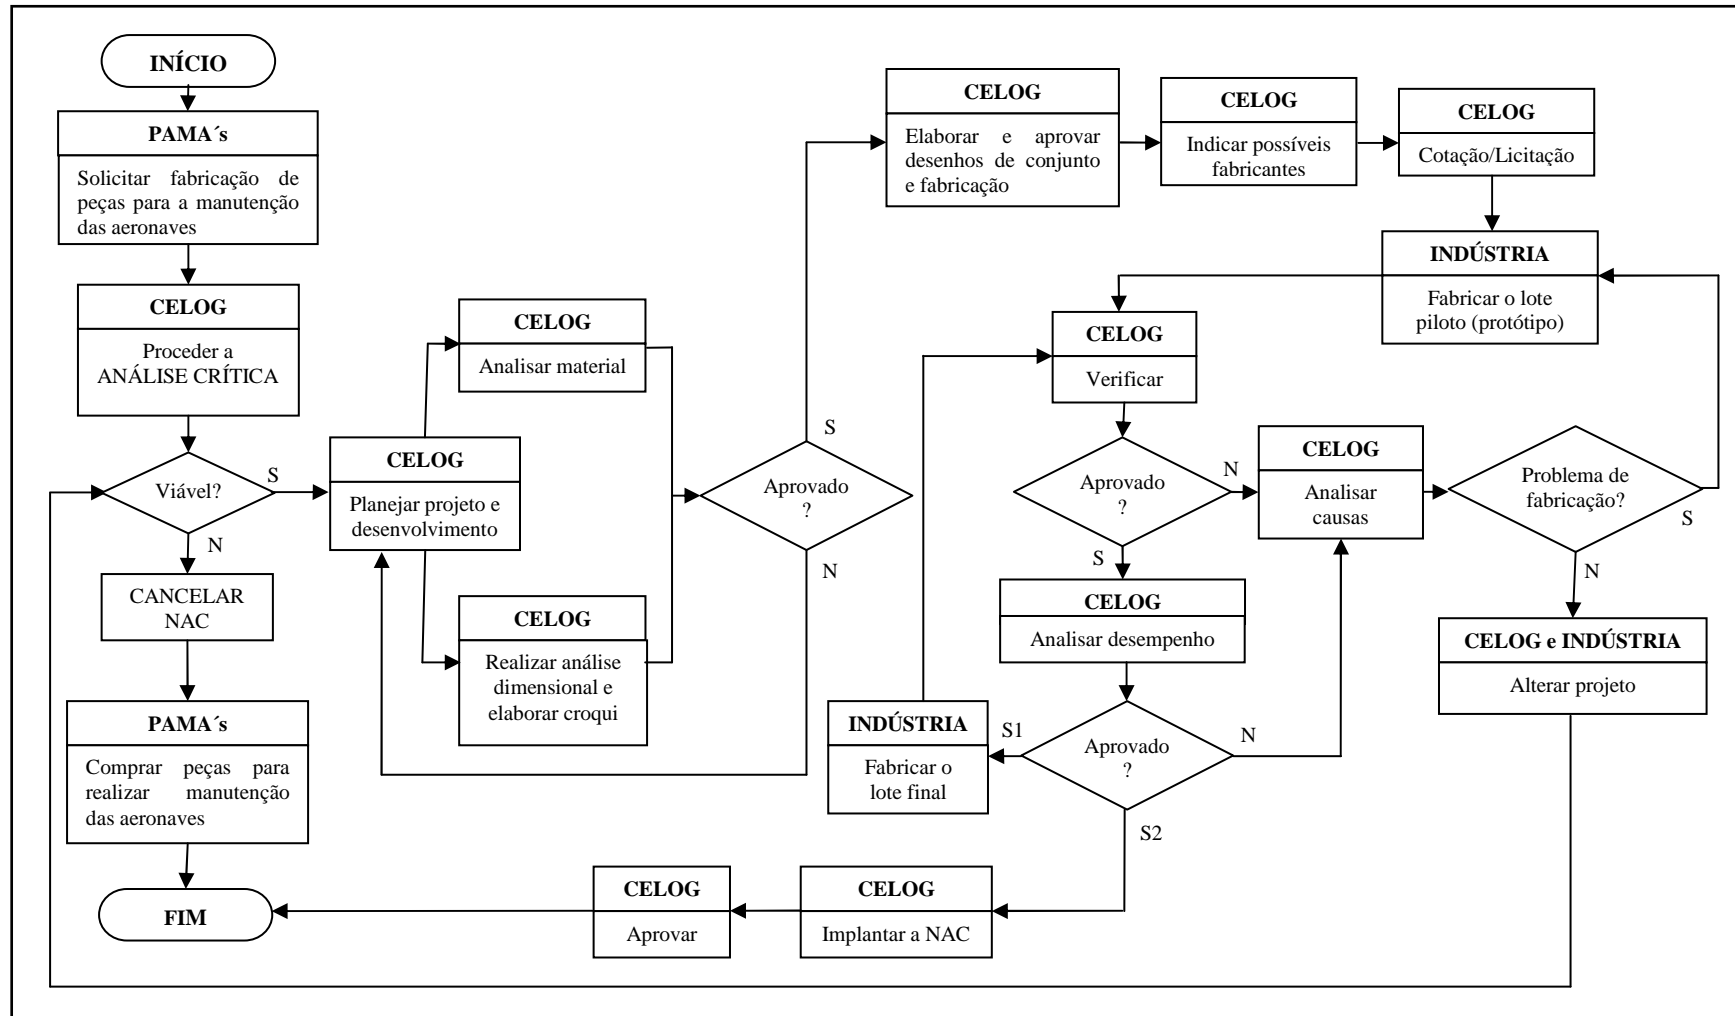 INÍCIO
PAMA´s
Solicitar fabricação de
peças para a manutenção
das aeronaves
CELOG
Proceder a
ANÁLISE CRÍTICA
Viável?
S
N
CANCELAR
NAC
PAMA´s
Comprar peças para
realizar manutenção
das aeronaves
FIM
CELOG
Planejar projeto e
desenvolvimento
CELOG
Analisar material
CELOG
Realizar análise
dimensional e
elaborar croqui
Aprovado
?
S
N
CELOG
Elaborar e aprovar
desenhos de conjunto
e fabricação
CELOG
Indicar possíveis
fabricantes
CELOG
Cotação/Licitação
INDÚSTRIA
Fabricar o lote
piloto (protótipo)
CELOG
Verificar
Aprovado
?
N
S
CELOG
Analisar
causas
Problema de
fabricação?
S
N
CELOG e INDÚSTRIA
Alterar projeto
CELOG
Analisar desempenho
Aprovado
?
S1
N
S2
INDÚSTRIA
Fabricar o
lote final
CELOG
Implantar a NAC
CELOG
Aprovar